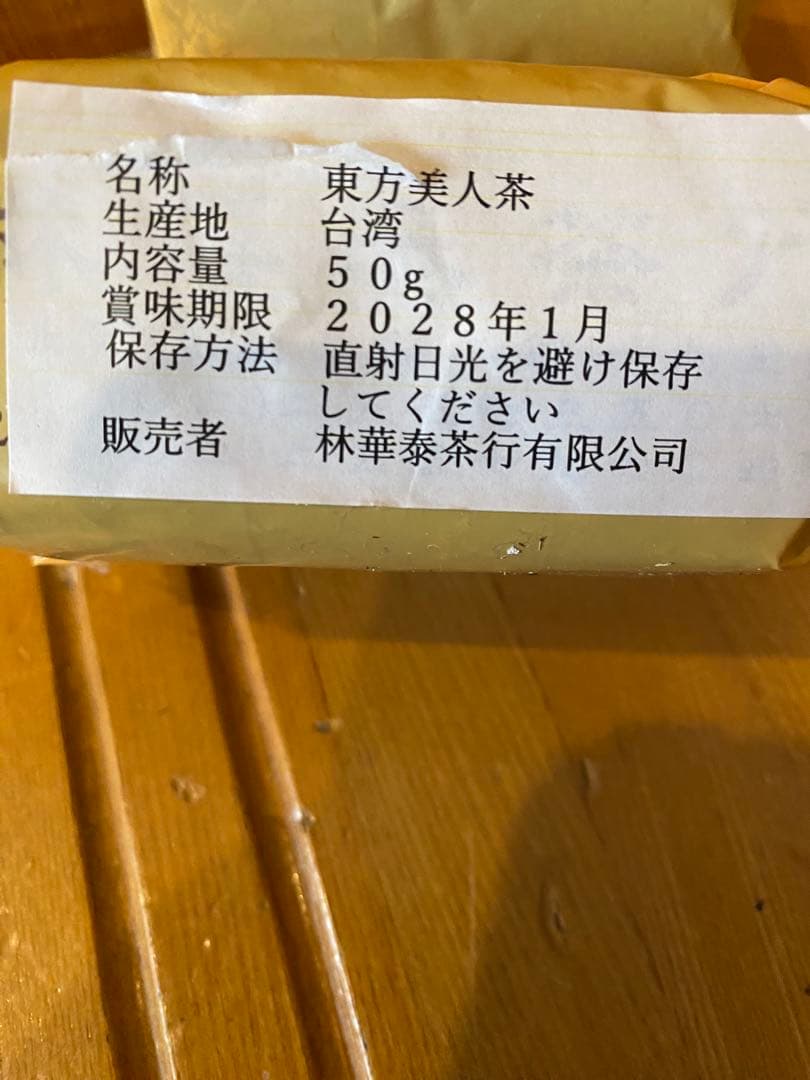 名称 東方美人茶
生産地 台湾
内容量 50g
賞味期限 2028年1月
保存方法 直射日光を避け保存
してください
販売者 林華泰茶行有限公司